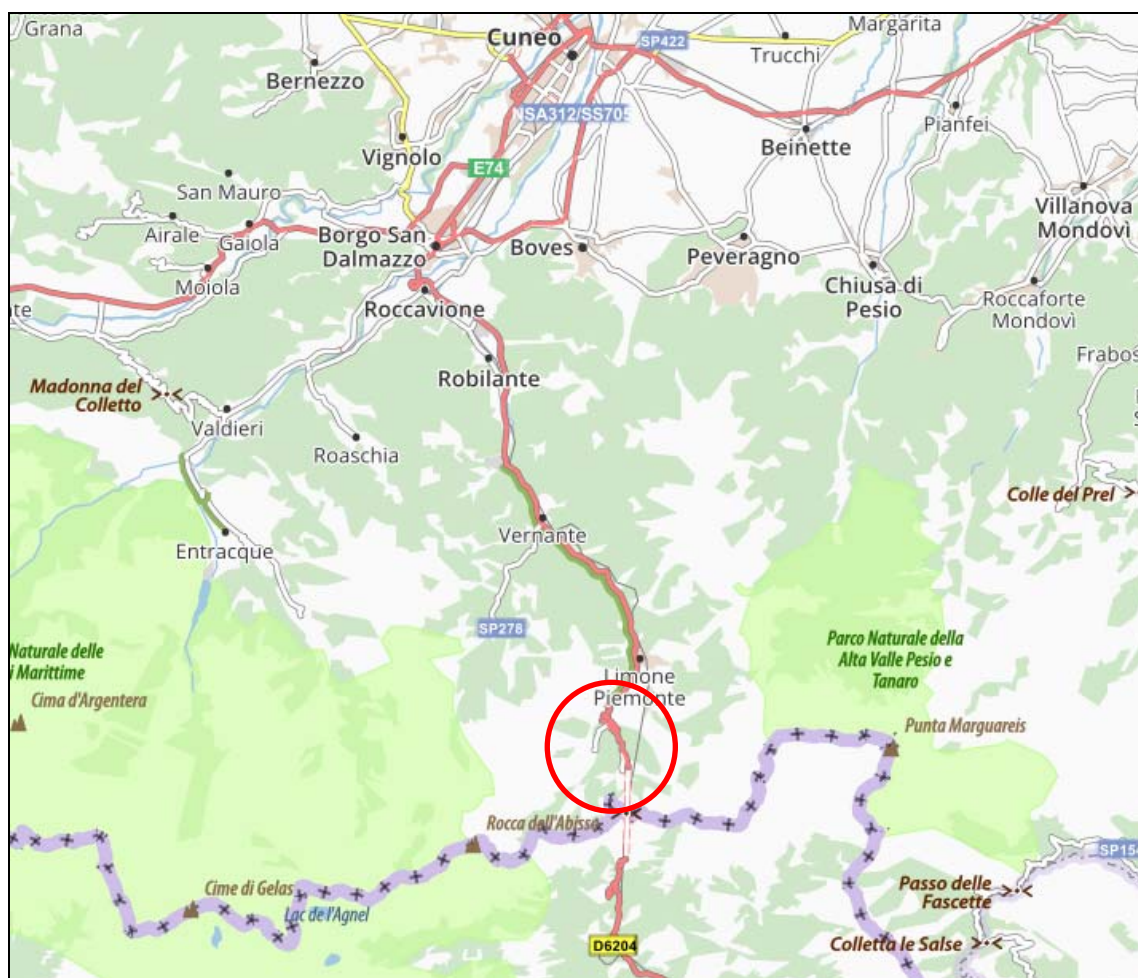 Grana
Cuneo
SP422
Margarita
Trucchi
Bernezzo
NSA312/SS705
Pianfei
Vignolo
Beinette
E74
San Mauro
Airale
Gaiola
Borgo San
Dalmazzo
Boves
Peveragno
Villanova
Mondovì
Moiola
Roccavione
Chiusa di
Pesio
Roccaforte
Mondovì
Robilante
Frabos
Madonna del
Colletto
Valdieri
Roaschia
Colle del Prel
Vernante
Entracque
SP278
Naturale delle
i Marittime
Parco Naturale della
Alta Valle Pesio e
Tanaro
Limone
Piemonte
Cima d'Argentera
Punta Marguareis
Rocca dell'Abisso
SP154
Cime di Gelas
Lac de l'Agnel
Passo delle
Fascette
D6204
Colletta le Salse